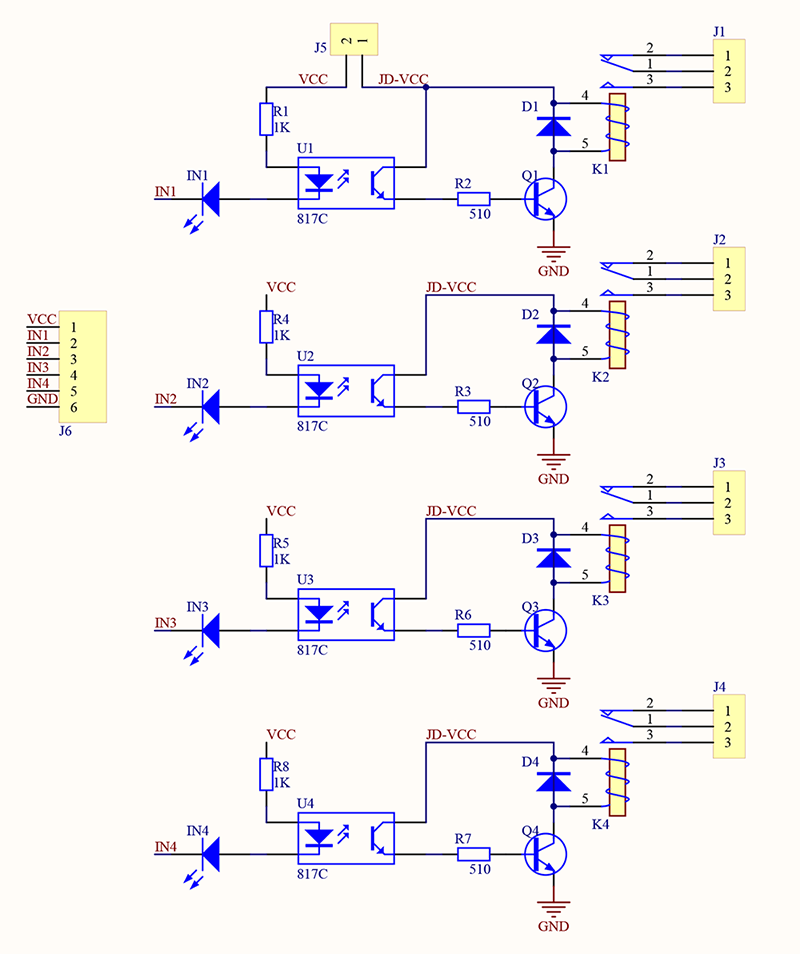 J5
2 1
VCC JD-VCC
R1
1K
U1
817C
IN1
IN1
R2
510
D1
Q1
GND
4
5
K1
2
1
3
J1
1
2
3
VCC
R4
1K
U2
817C
IN2
IN2
JD-VCC
R3
510
D2
Q2
GND
4
5
K2
2
1
3
J2
1
2
3
VCC 1
IN1 2
IN2 3
IN3 4
IN4 5
GND 6
J6
VCC
R5
1K
U3
817C
IN3
IN3
JD-VCC
R6
510
D3
Q3
GND
4
5
K3
2
1
3
J3
1
2
3
VCC
R8
1K
U4
817C
IN4
IN4
JD-VCC
R7
510
D4
Q4
GND
4
5
K4
2
1
3
J4
1
2
3